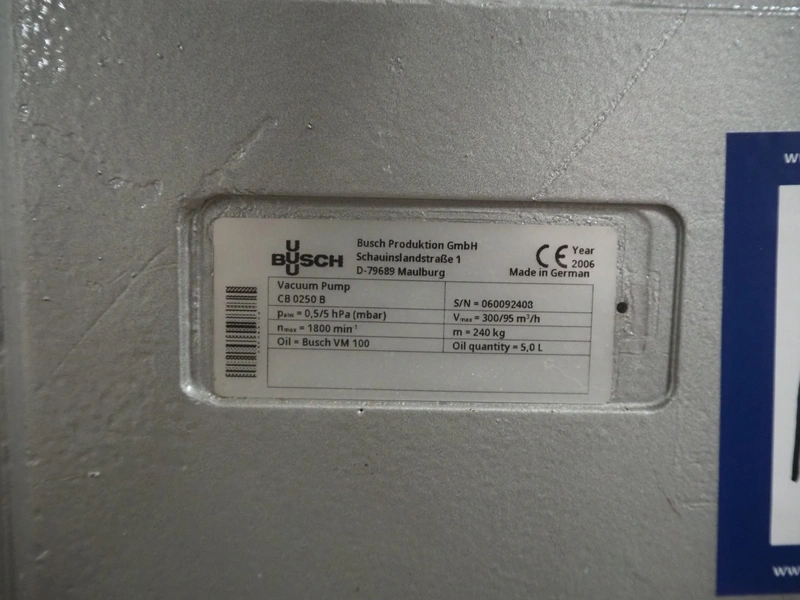 BUSCH
Busch Produktion GmbH
Schauinslandstraße 1
D-79689 Maulburg
CE Year
2006
Made in German
Vacuum Pump
CB 0250 B
S/N = 060092408
pₐᵢₘ = 0,5/5 hPa (mbar)
Vₘₐₓ = 300/95 m³/h
nₘₐₓ = 1800 min⁻¹
m = 240 kg
Oil = Busch VM 100
Oil quantity = 5,0 L